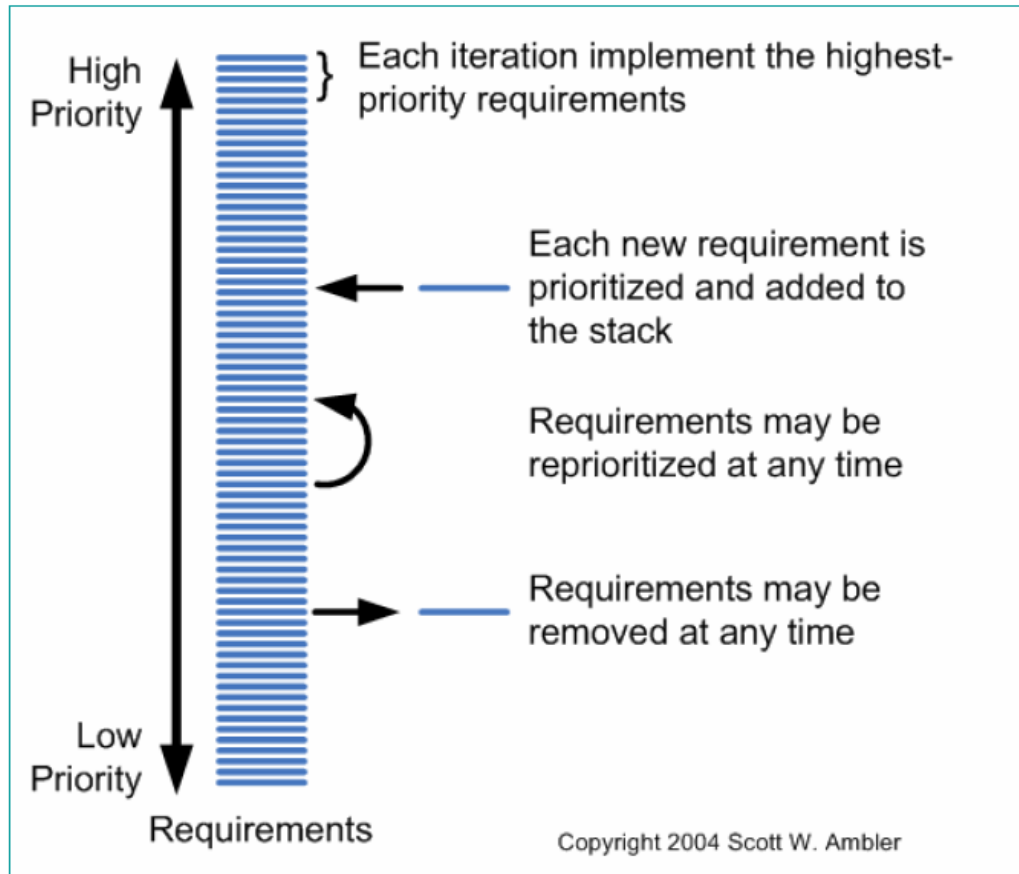 High
Priority
Each iteration implement the highest-
priority requirements
}
Each new requirement is
prioritized and added to
the stack
Requirements may be
reprioritized at any time
Requirements may be
removed at any time
Low
Priority
Requirements
Copyright 2004 Scott W. Ambler